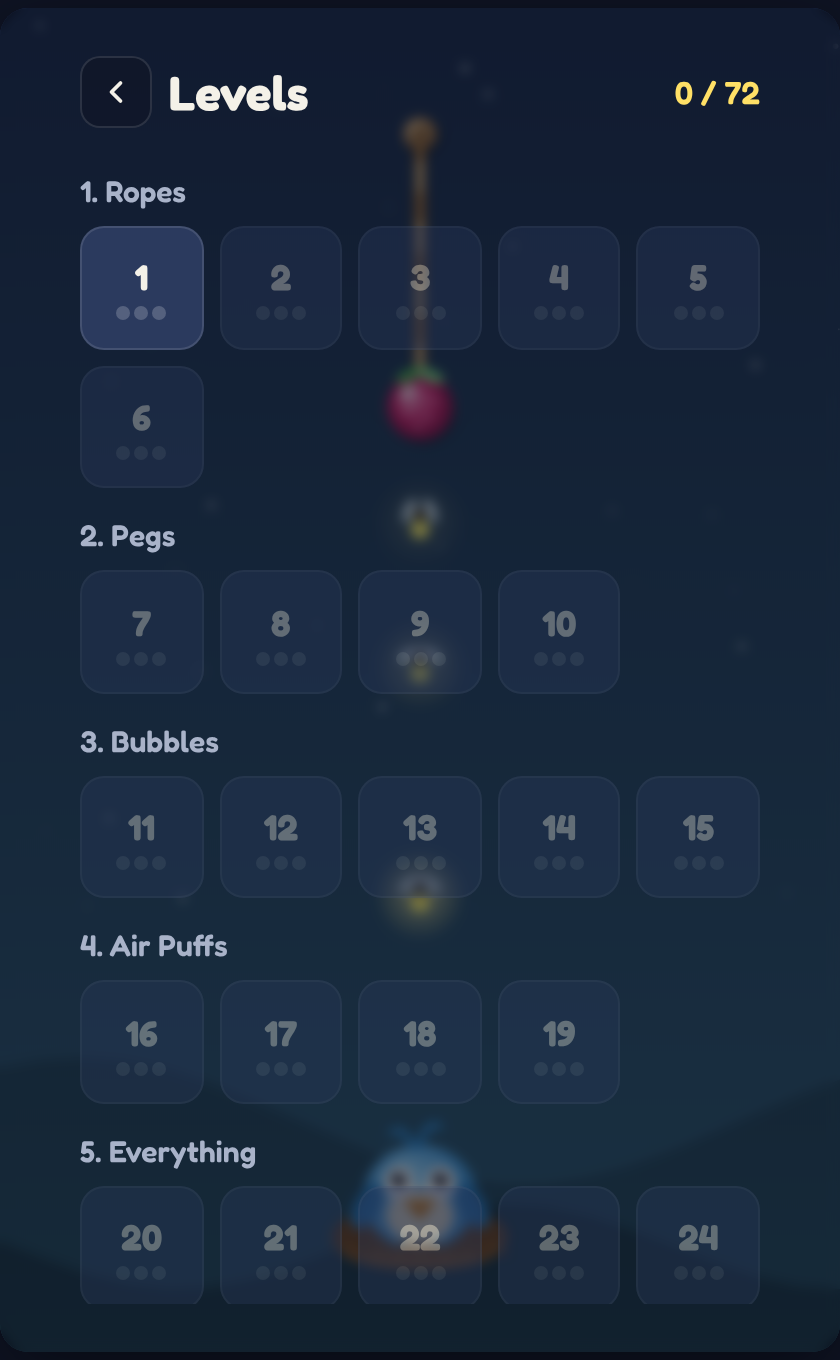 Levels
0 / 72
1. Ropes
1 2 3 4 5
6
2. Pegs
7 8 9 10
3. Bubbles
11 12 13 14 15
4. Air Puffs
16 17 18 19
5. Everything
20 21 22 23 24